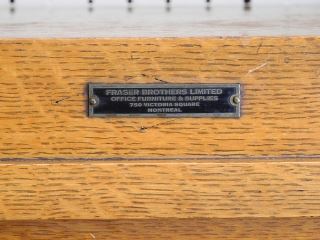 FRASER BROTHERS LIMITED
OFFICE FURNITURE & SUPPLIES
750 VICTORIA SQUARE
MONTREAL